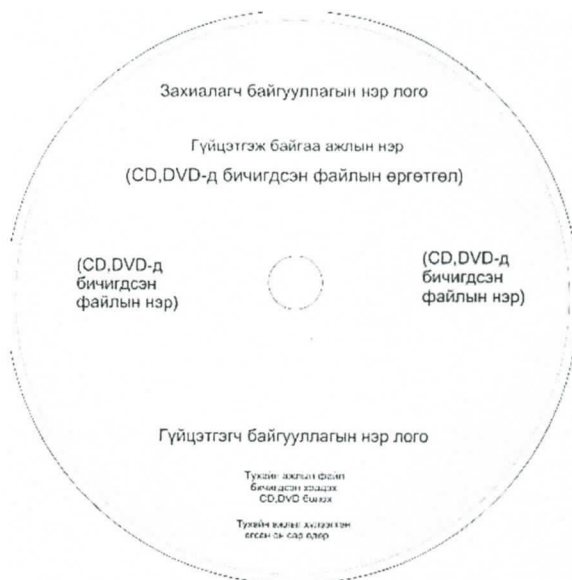 Захиалагч байгууллагын нэр лого
Гүйцэтгэж байгаа ажлын нэр
(CD,DVD-д бичигдсэн файлын өргөтгөл)
(CD,DVD-д
бичигдсэн
файлын нэр)
(CD,DVD-д
бичигдсэн
файлын нэр)
Гүйцэтгэгч байгууллагын нэр лого
Тухайн ажлын файл
бичигдсэн
CD,DVD
Тухайн ажлыг хүлээлгэн
өгсөн он сар өдөр